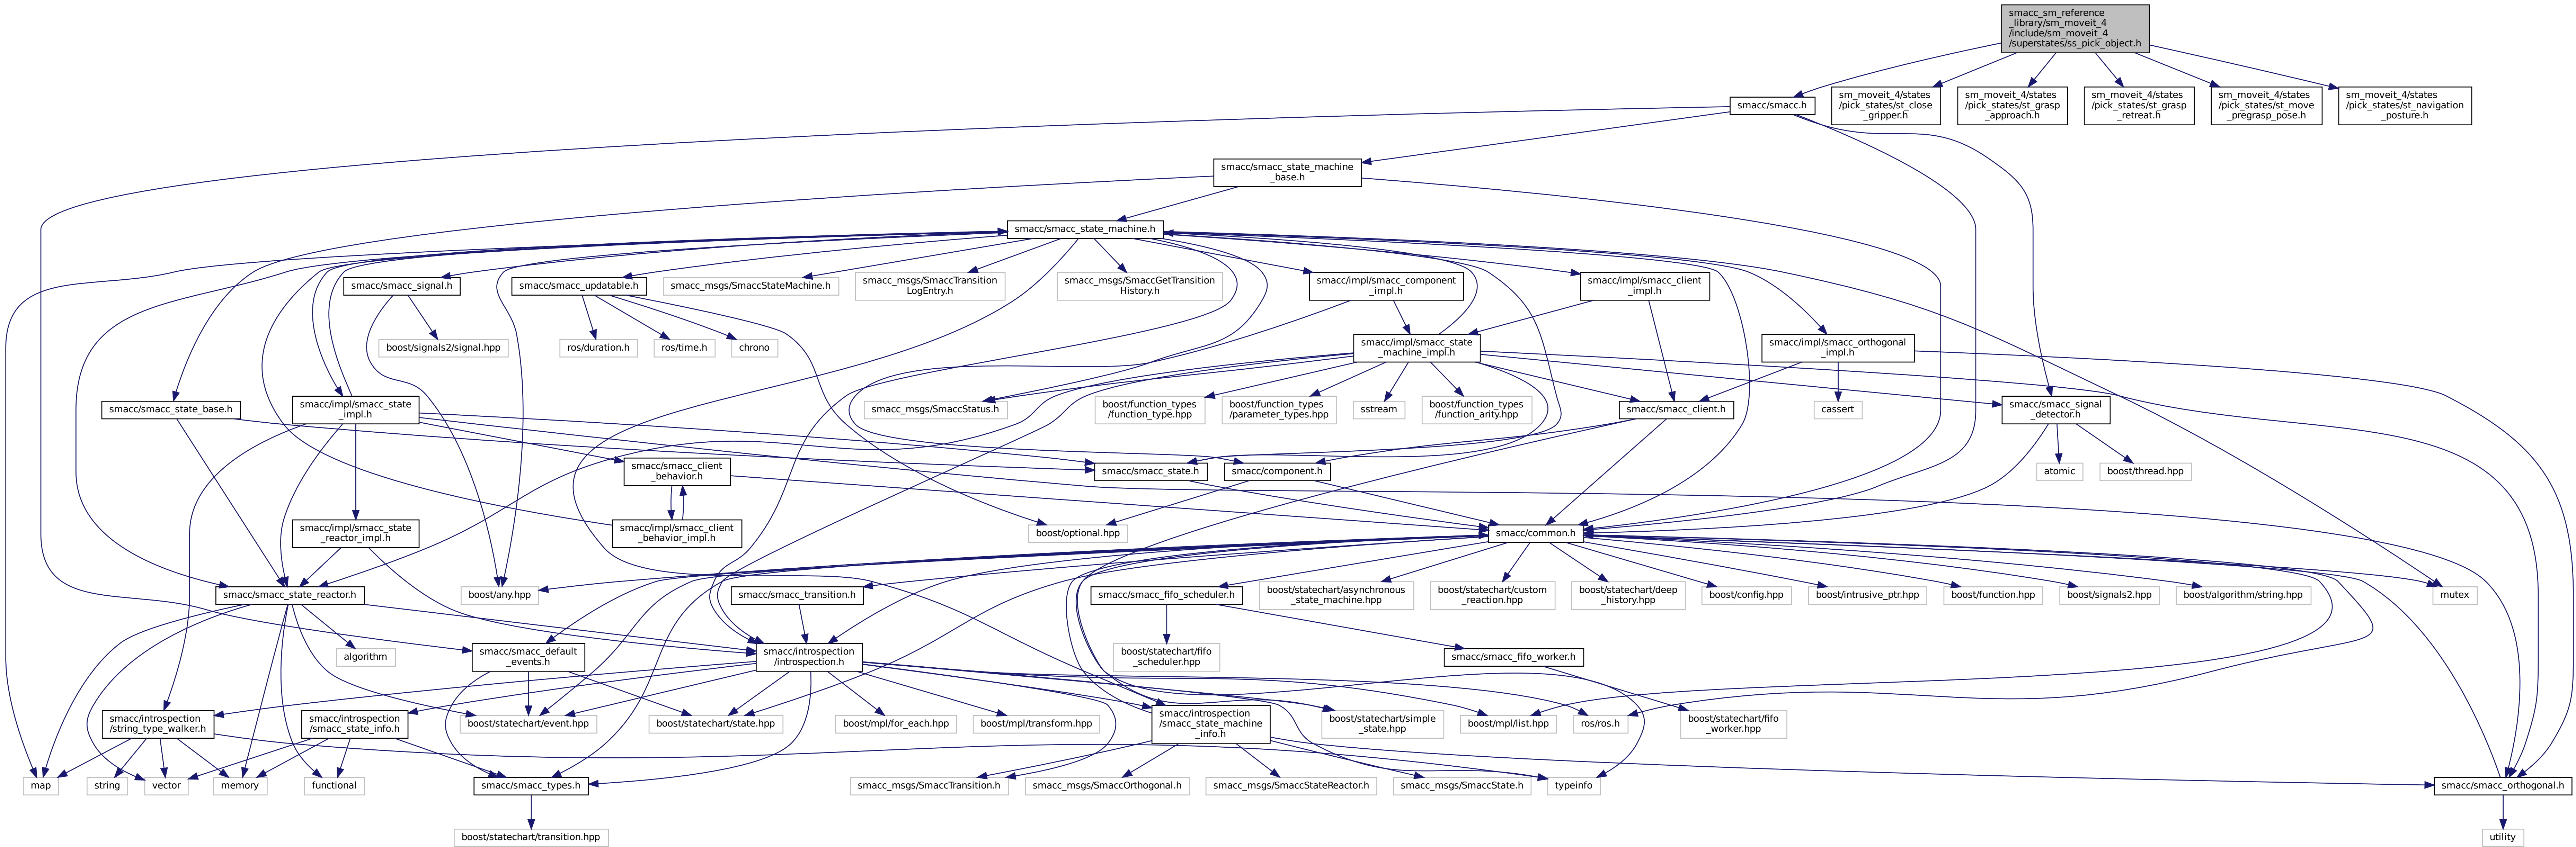 smacc_sm_reference
_library/sm_moveit_4
/include/sm_moveit_4
/superstates/ss_pick_object.h
smacc/smacc.h
sm_moveit_4/states
/pick_states/st_close
_gripper.h
sm_moveit_4/states
/pick_states/st_grasp
_approach.h
sm_moveit_4/states
/pick_states/st_grasp
_retreat.h
sm_moveit_4/states
/pick_states/st_move
_pregrasp_pose.h
sm_moveit_4/states
/pick_states/st_navigation
_posture.h
smacc/smacc_state_machine
_base.h
smacc/smacc_state_machine.h
smacc/smacc_signal.h
smacc/smacc_updatable.h
smacc_msgs/SmaccStateMachine.h
smacc_msgs/SmaccTransition
LogEntry.h
smacc_msgs/SmaccGetTransition
History.h
smacc/impl/smacc_component
_impl.h
smacc/impl/smacc_client
_impl.h
boost/signals2/signal.hpp
ros/duration.h
ros/time.h
chrono
smacc/impl/smacc_state
_machine_impl.h
smacc/impl/smacc_orthogonal
_impl.h
smacc/smacc_state_base.h
smacc/impl/smacc_state
_impl.h
smacc_msgs/SmaccStatus.h
boost/function_types
/function_type.hpp
boost/function_types
/parameter_types.hpp
sstream
boost/function_types
/function_arity.hpp
smacc/smacc_client.h
cassert
smacc/smacc_signal
_detector.h
smacc/smacc_client
_behavior.h
smacc/smacc_state.h
smacc/component.h
atomic
boost/thread.hpp
smacc/impl/smacc_state
_reactor_impl.h
smacc/impl/smacc_client
_behavior_impl.h
boost/optional.hpp
smacc/common.h
smacc/smacc_state_reactor.h
boost/any.hpp
smacc/smacc_transition.h
smacc/smacc_fifo_scheduler.h
boost/statechart/asynchronous
_state_machine.hpp
boost/statechart/custom
_reaction.hpp
boost/statechart/deep
_history.hpp
boost/config.hpp
boost/intrusive_ptr.hpp
boost/function.hpp
boost/signals2.hpp
boost/algorithm/string.hpp
mutex
algorithm
smacc/smacc_default
_events.h
smacc/introspection
/introspection.h
boost/statechart/fifo
_scheduler.hpp
smacc/smacc_fifo_worker.h
smacc/introspection
/string_type_walker.h
smacc/introspection
/smacc_state_info.h
boost/statechart/event.hpp
boost/statechart/state.hpp
boost/mpl/for_each.hpp
boost/mpl/transform.hpp
smacc/introspection
/smacc_state_machine
_info.h
boost/statechart/simple
_state.hpp
boost/mpl/list.hpp
ros/ros.h
boost/statechart/fifo
_worker.hpp
map
string
vector
memory
functional
smacc/smacc_types.h
smacc_msgs/SmaccTransition.h
smacc_msgs/SmaccOrthogonal.h
smacc_msgs/SmaccStateReactor.h
smacc_msgs/SmaccState.h
typeinfo
smacc/smacc_orthogonal.h
boost/statechart/transition.hpp
utility